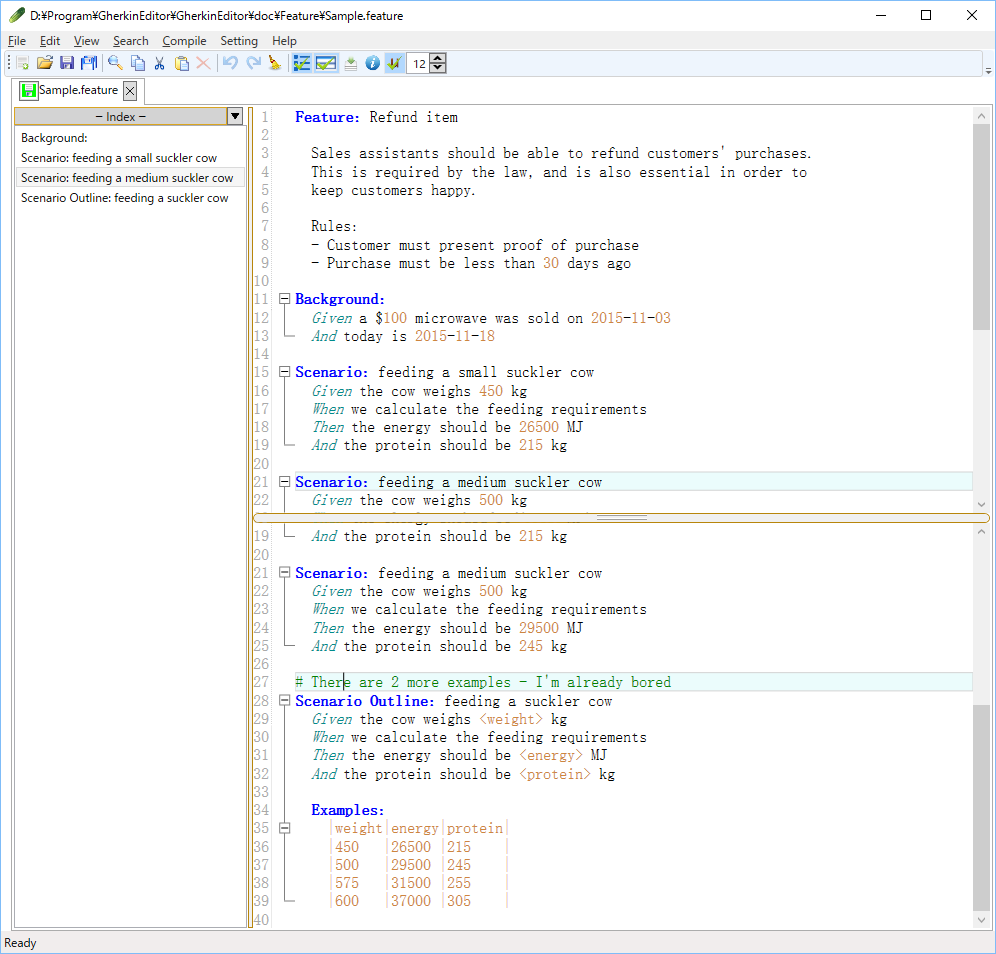 D:¥Program¥GherkinEditor¥GherkinEditor¥doc¥Feature¥Sample.feature
File Edit View Search Compile Setting Help
12
Sample.feature
− Index −
Background:
Scenario: feeding a small suckler cow
Scenario: feeding a medium suckler cow
Scenario Outline: feeding a suckler cow
1 Feature: Refund item
2
3 Sales assistants should be able to refund customers' purchases.
4 This is required by the law, and is also essential in order to
5 keep customers happy.
6
7 Rules:
8 - Customer must present proof of purchase
9 - Purchase must be less than 30 days ago
10
11 Background:
12 Given a $100 microwave was sold on 2015-11-03
13 And today is 2015-11-18
14
15 Scenario: feeding a small suckler cow
16 Given the cow weighs 450 kg
17 When we calculate the feeding requirements
18 Then the energy should be 26500 MJ
19 And the protein should be 215 kg
20
21 Scenario: feeding a medium suckler cow
22 Given the cow weighs 500 kg
19 And the protein should be 215 kg
20
21 Scenario: feeding a medium suckler cow
22 Given the cow weighs 500 kg
23 When we calculate the feeding requirements
24 Then the energy should be 29500 MJ
25 And the protein should be 245 kg
26
27 # There are 2 more examples - I'm already bored
28 Scenario Outline: feeding a suckler cow
29 Given the cow weighs <weight> kg
30 When we calculate the feeding requirements
31 Then the energy should be <energy> MJ
32 And the protein should be <protein> kg
33
34 Examples:
35 |weight|energy|protein|
36 |450 |26500 |215 |
37 |500 |29500 |245 |
38 |575 |31500 |255 |
39 |600 |37000 |305 |
40
Ready